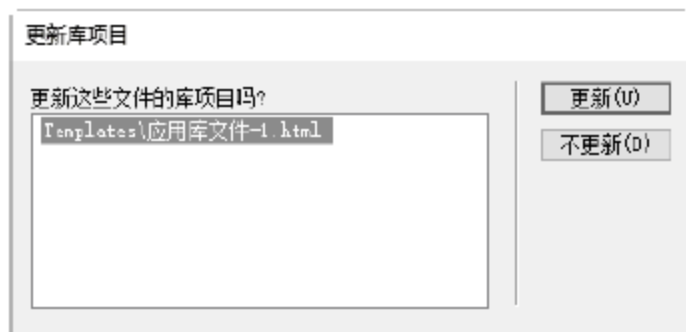 更新库项目
更新这些文件的库项目吗?
更新(U)
Templates\应用库文件-1.html
不更新(D)